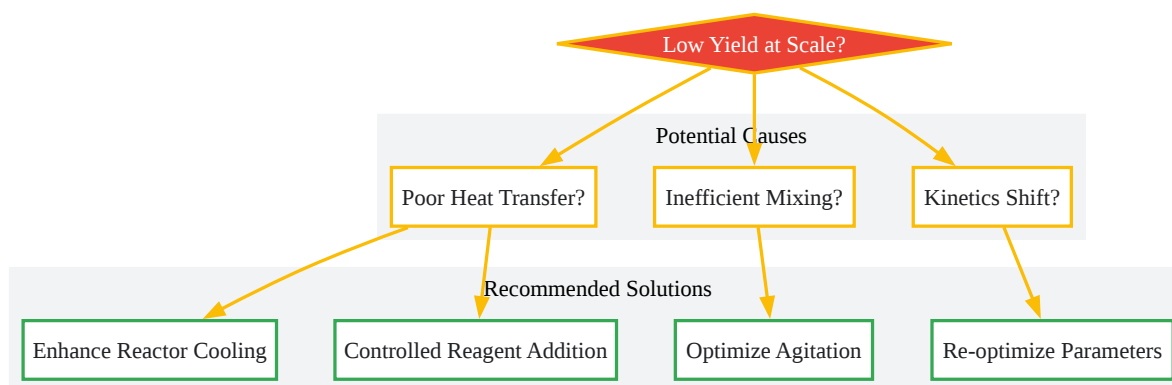 Low Yield at Scale?
Potential Causes
Poor Heat Transfer?
Inefficient Mixing?
Kinetics Shift?
Recommended Solutions
Enhance Reactor Cooling
Controlled Reagent Addition
Optimize Agitation
Re-optimize Parameters